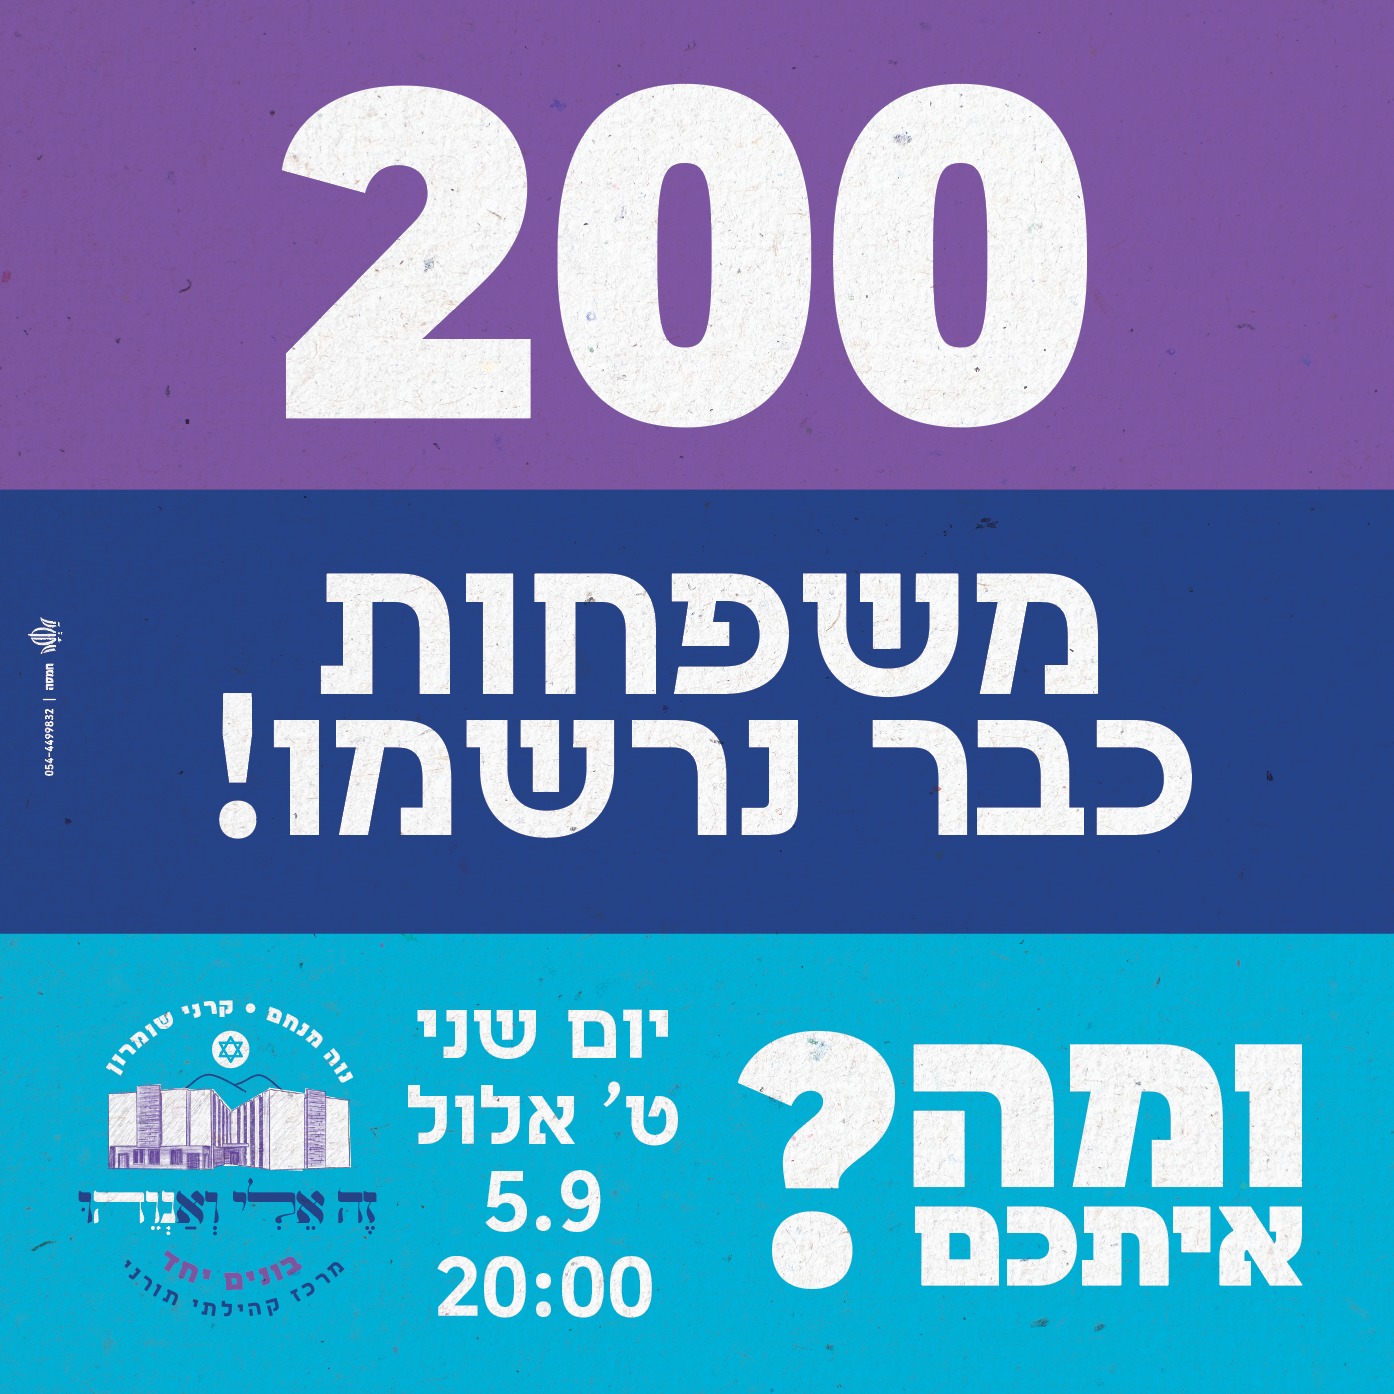 200
משפחות
כבר נרשמו!
ומה
איתכם?
יום שני
ט' אלול
5.9
20:00
נוה מנחם • קרני שומרון
זֶה אֵלִי וְאַנְוֵהוּ
בונים יחד
מרכז קהילתי תורני
חמסה | 054-4499832